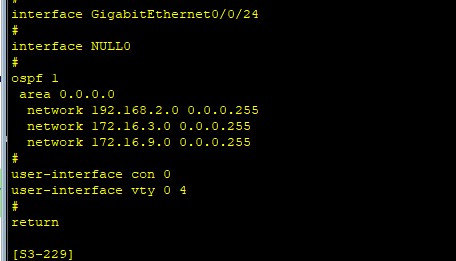 #
interface GigabitEthernet0/0/24
#
interface NULL0
#
ospf 1
 area 0.0.0.0
  network 192.168.2.0 0.0.0.255
  network 172.16.3.0 0.0.0.255
  network 172.16.9.0 0.0.0.255
#
user-interface con 0
user-interface vty 0 4
#
return

[S3-229]